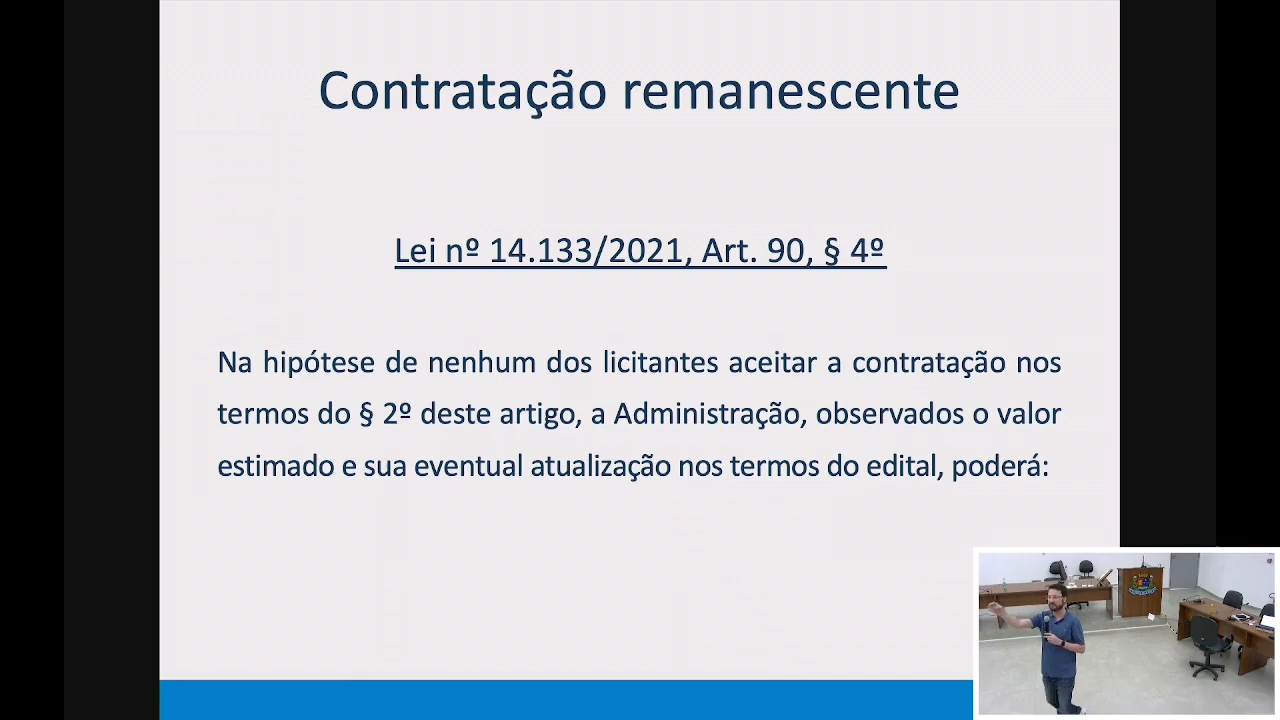 Contratação remanescente
Lei nº 14.133/2021, Art. 90, § 4º
Na hipótese de nenhum dos licitantes aceitar a contratação nos
termos do § 2º deste artigo, a Administração, observados o valor
estimado e sua eventual atualização nos termos do edital, poderá: